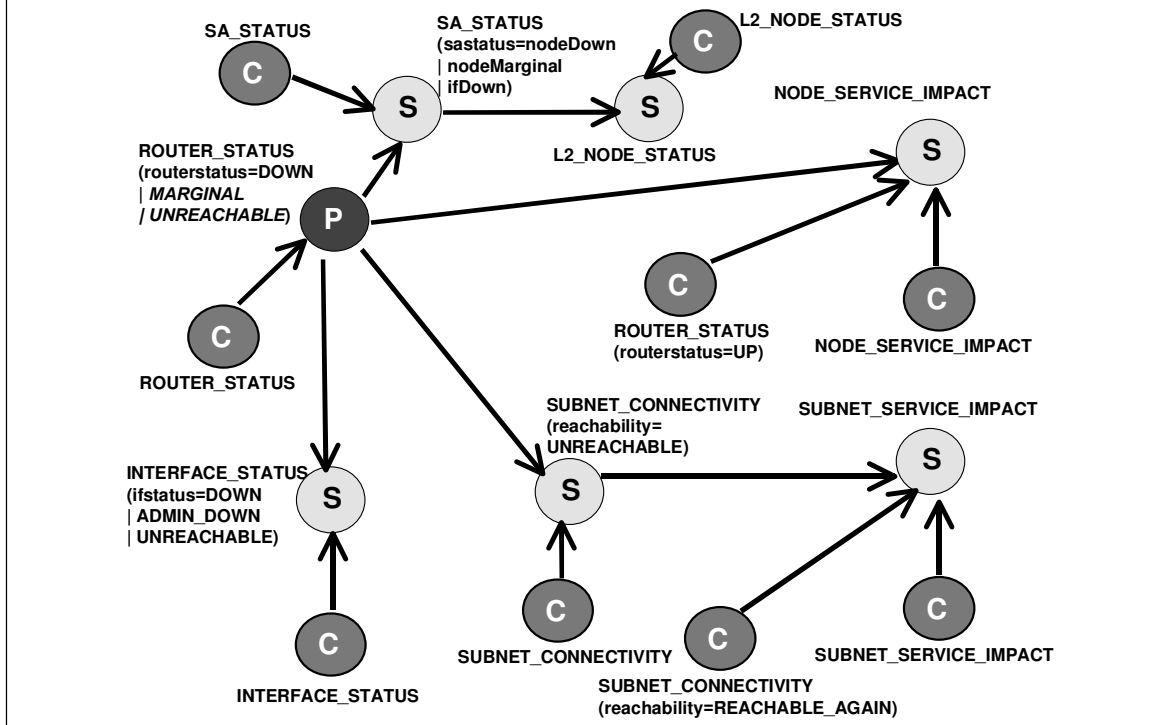 SA_STATUS
C
SA_STATUS
(sastatus=nodeDown
| nodeMarginal
| ifDown)
S
C
L2_NODE_STATUS
S
L2_NODE_STATUS
NODE_SERVICE_IMPACT
S
ROUTER_STATUS
(routerstatus=DOWN
| MARGINAL
| UNREACHABLE)
P
C
ROUTER_STATUS
C
ROUTER_STATUS
(routerstatus=UP)
C
NODE_SERVICE_IMPACT
INTERFACE_STATUS
(ifstatus=DOWN
| ADMIN_DOWN
| UNREACHABLE)
S
C
INTERFACE_STATUS
SUBNET_CONNECTIVITY
(reachability=
UNREACHABLE)
S
C
SUBNET_CONNECTIVITY
SUBNET_SERVICE_IMPACT
S
C
SUBNET_CONNECTIVITY
(reachability=REACHABLE_AGAIN)
C
SUBNET_SERVICE_IMPACT